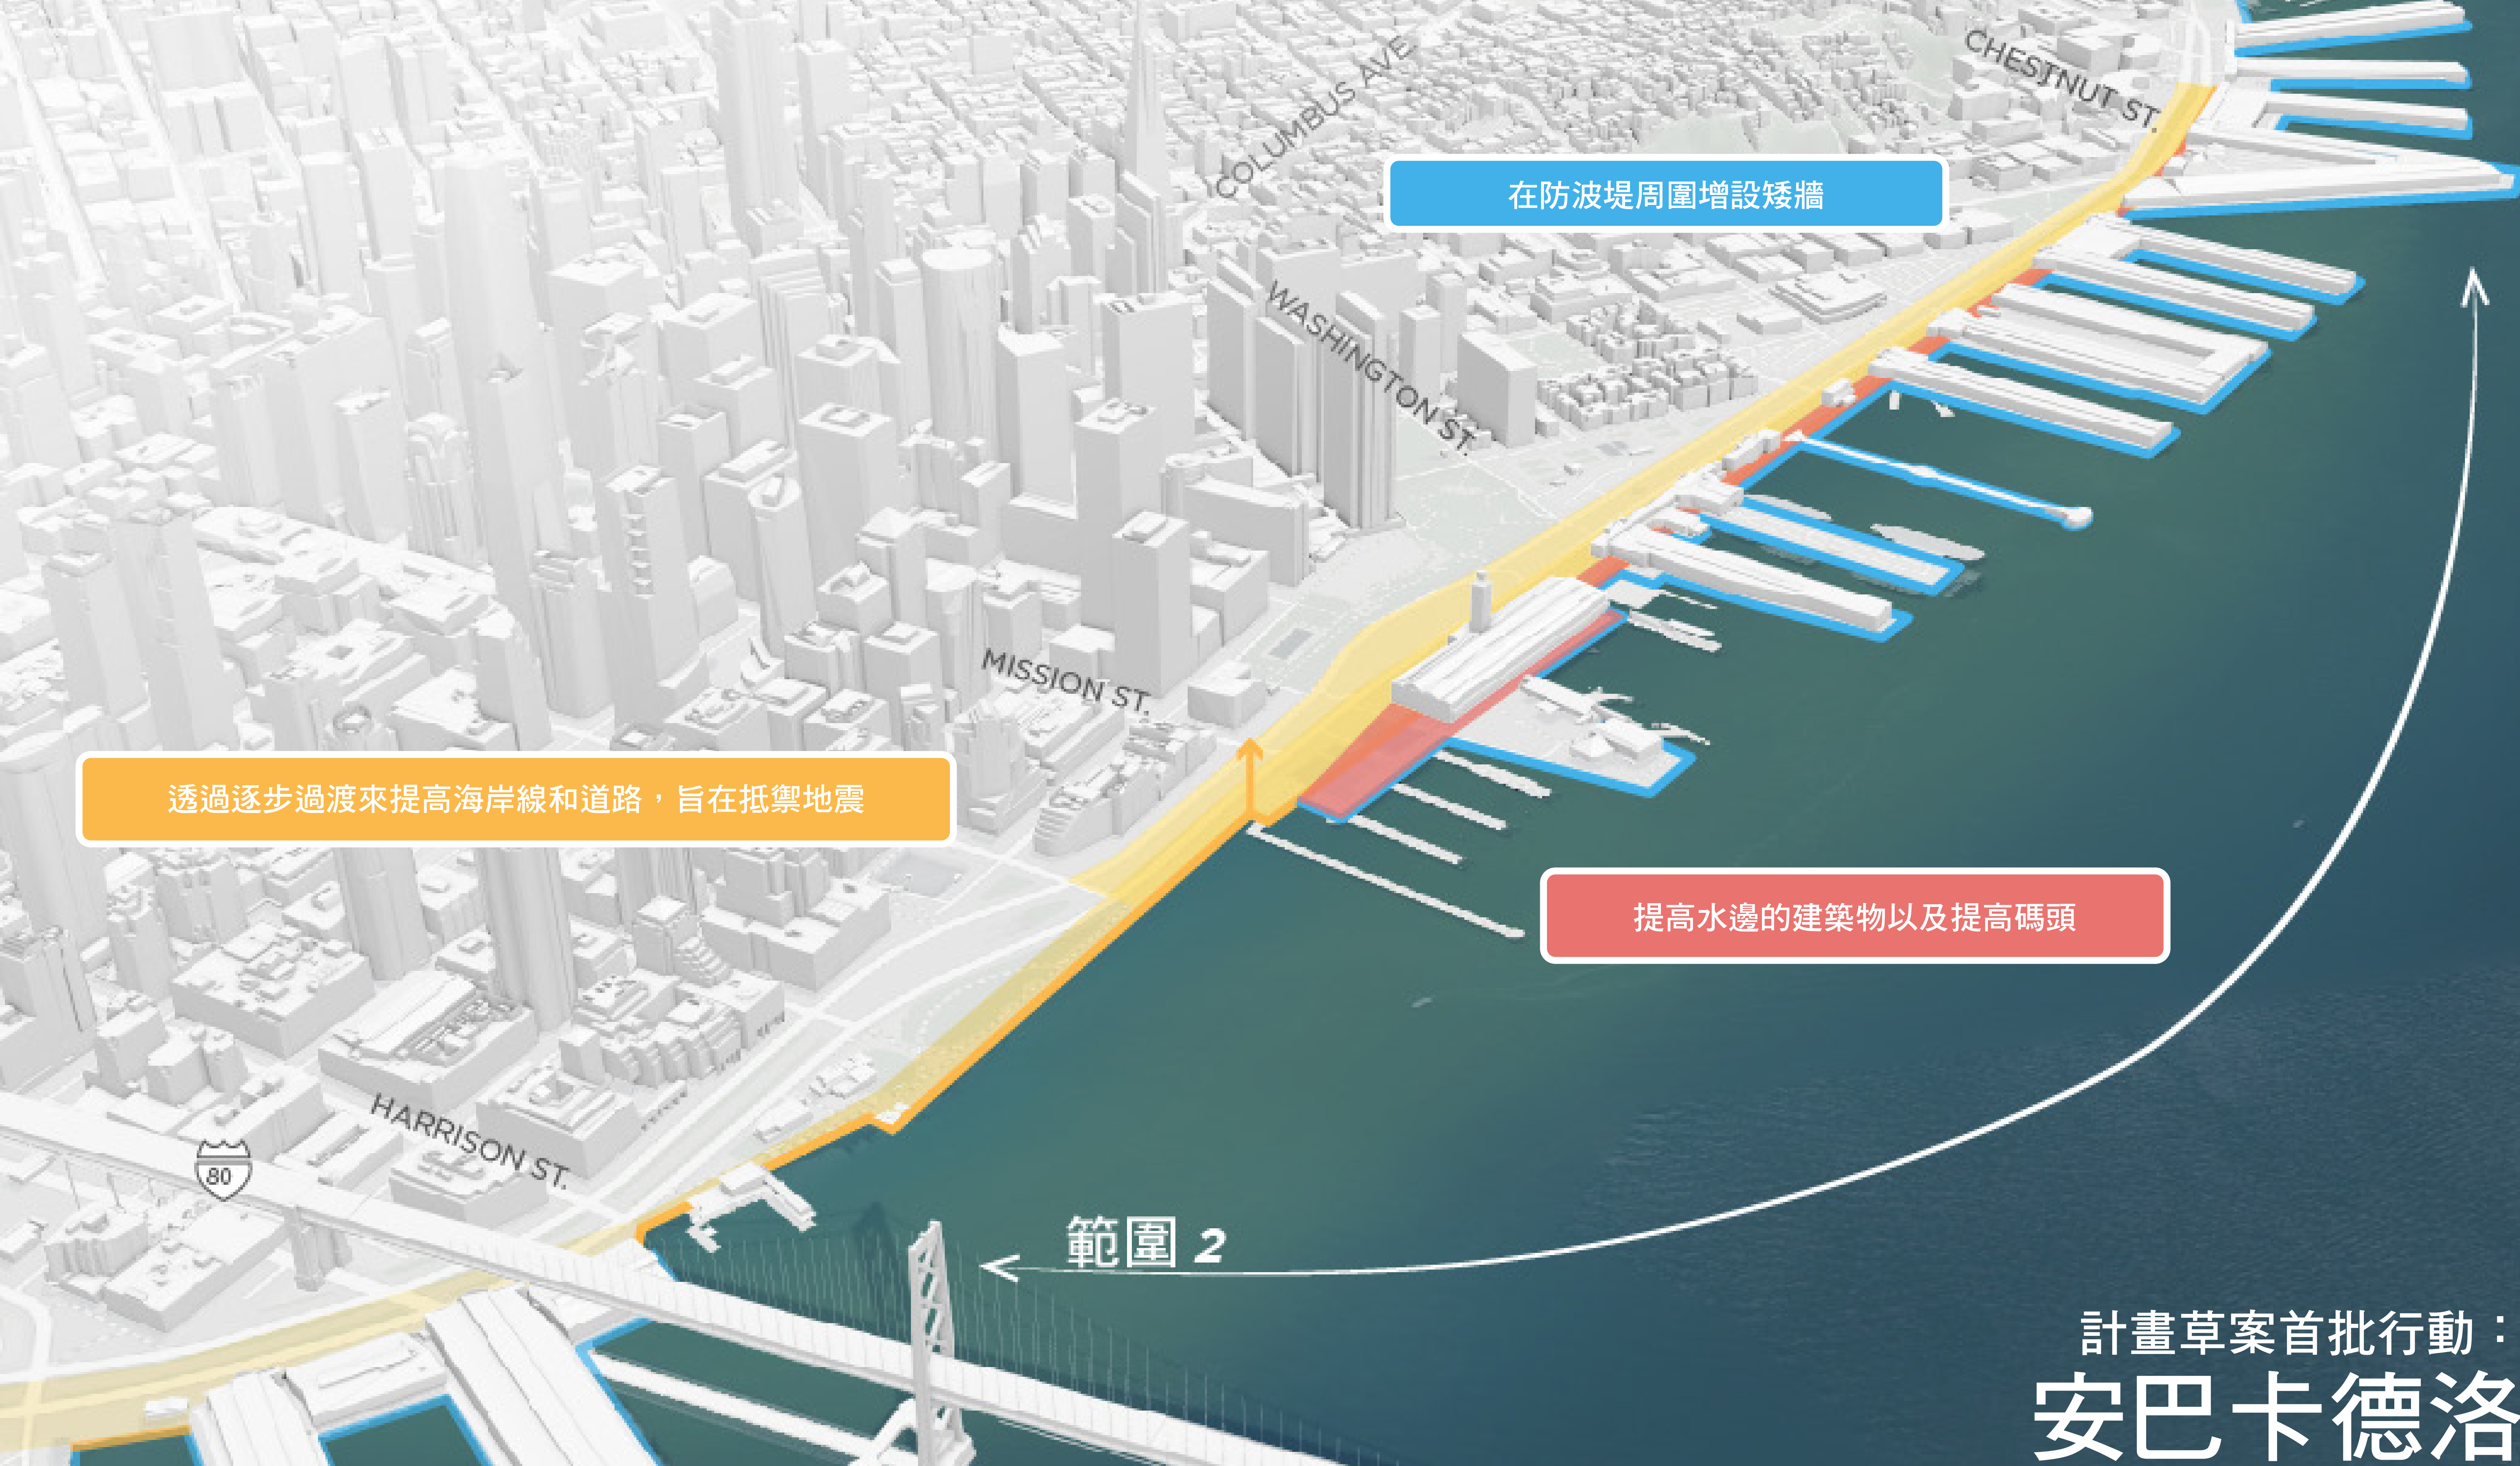 CHESTNUT ST.
COLUMBUS AVE.
在防波堤周圍增設矮牆
WASHINGTON ST.
MISSION ST.
透過逐步過渡來提高海岸線和道路，旨在抵禦地震
提高水邊的建築物以及提高碼頭
HARRISON ST.
80
範圍 2
計畫草案首批行動：
安巴卡德洛